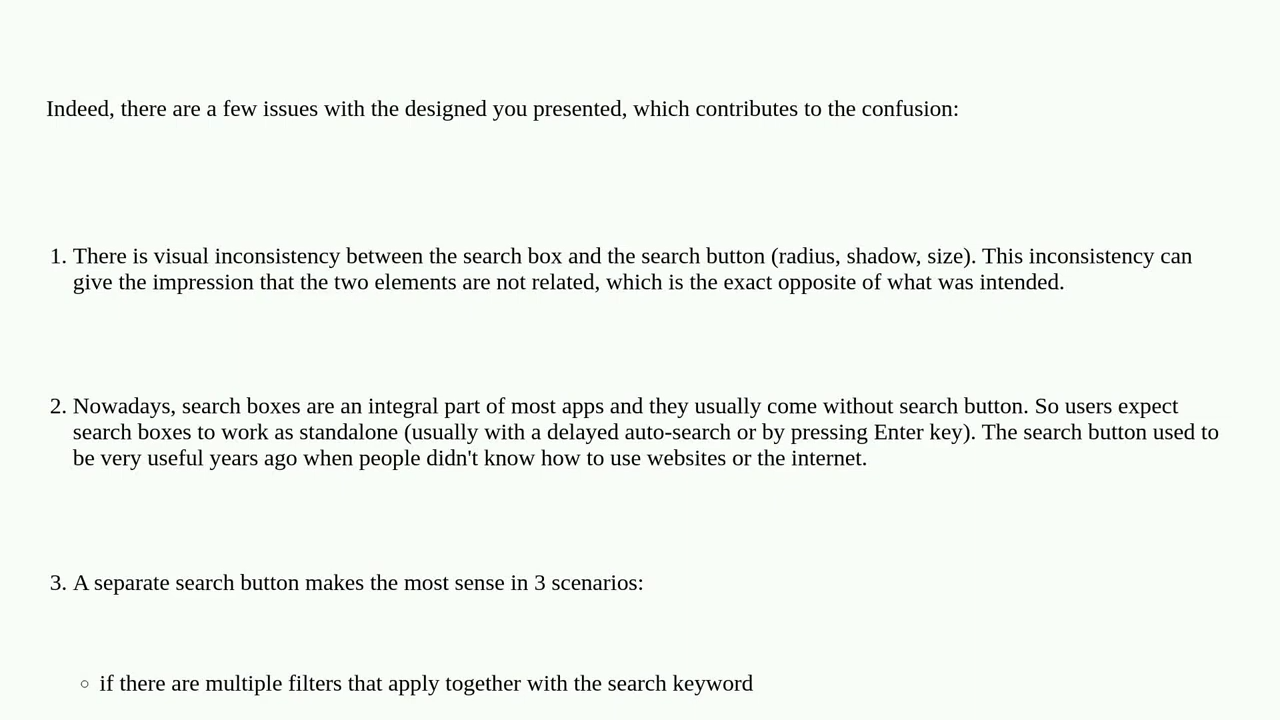 Indeed, there are a few issues with the designed you presented, which contributes to the confusion:
1. There is visual inconsistency between the search box and the search button (radius, shadow, size). This inconsistency can
give the impression that the two elements are not related, which is the exact opposite of what was intended.
2. Nowadays, search boxes are an integral part of most apps and they usually come without search button. So users expect
search boxes to work as standalone (usually with a delayed auto-search or by pressing Enter key). The search button used to
be very useful years ago when people didn't know how to use websites or the internet.
3. A separate search button makes the most sense in 3 scenarios:
○ if there are multiple filters that apply together with the search keyword